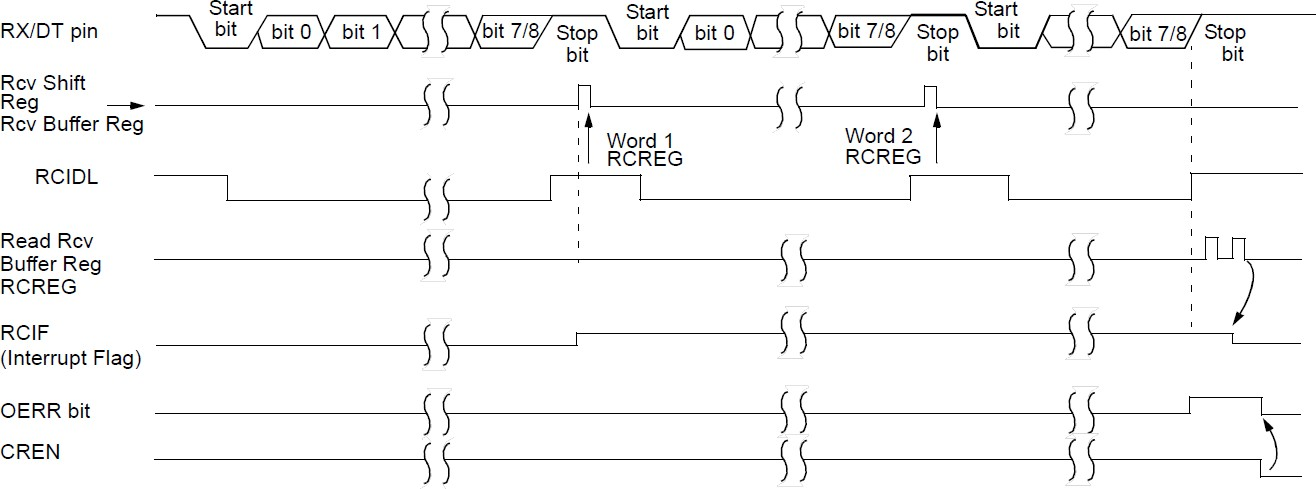 RX/DT pin
Start
bit
bit 0
bit 1
bit 7/8
Stop
bit
Start
bit
bit 0
bit 7/8
Stop
bit
Start
bit
bit 7/8
Stop
bit
Rcv Shift
Reg
Rcv Buffer Reg
Word 1
RCREG
Word 2
RCREG
RCIDL
Read Rcv
Buffer Reg
RCREG
RCIF
(Interrupt Flag)
OERR bit
CREN